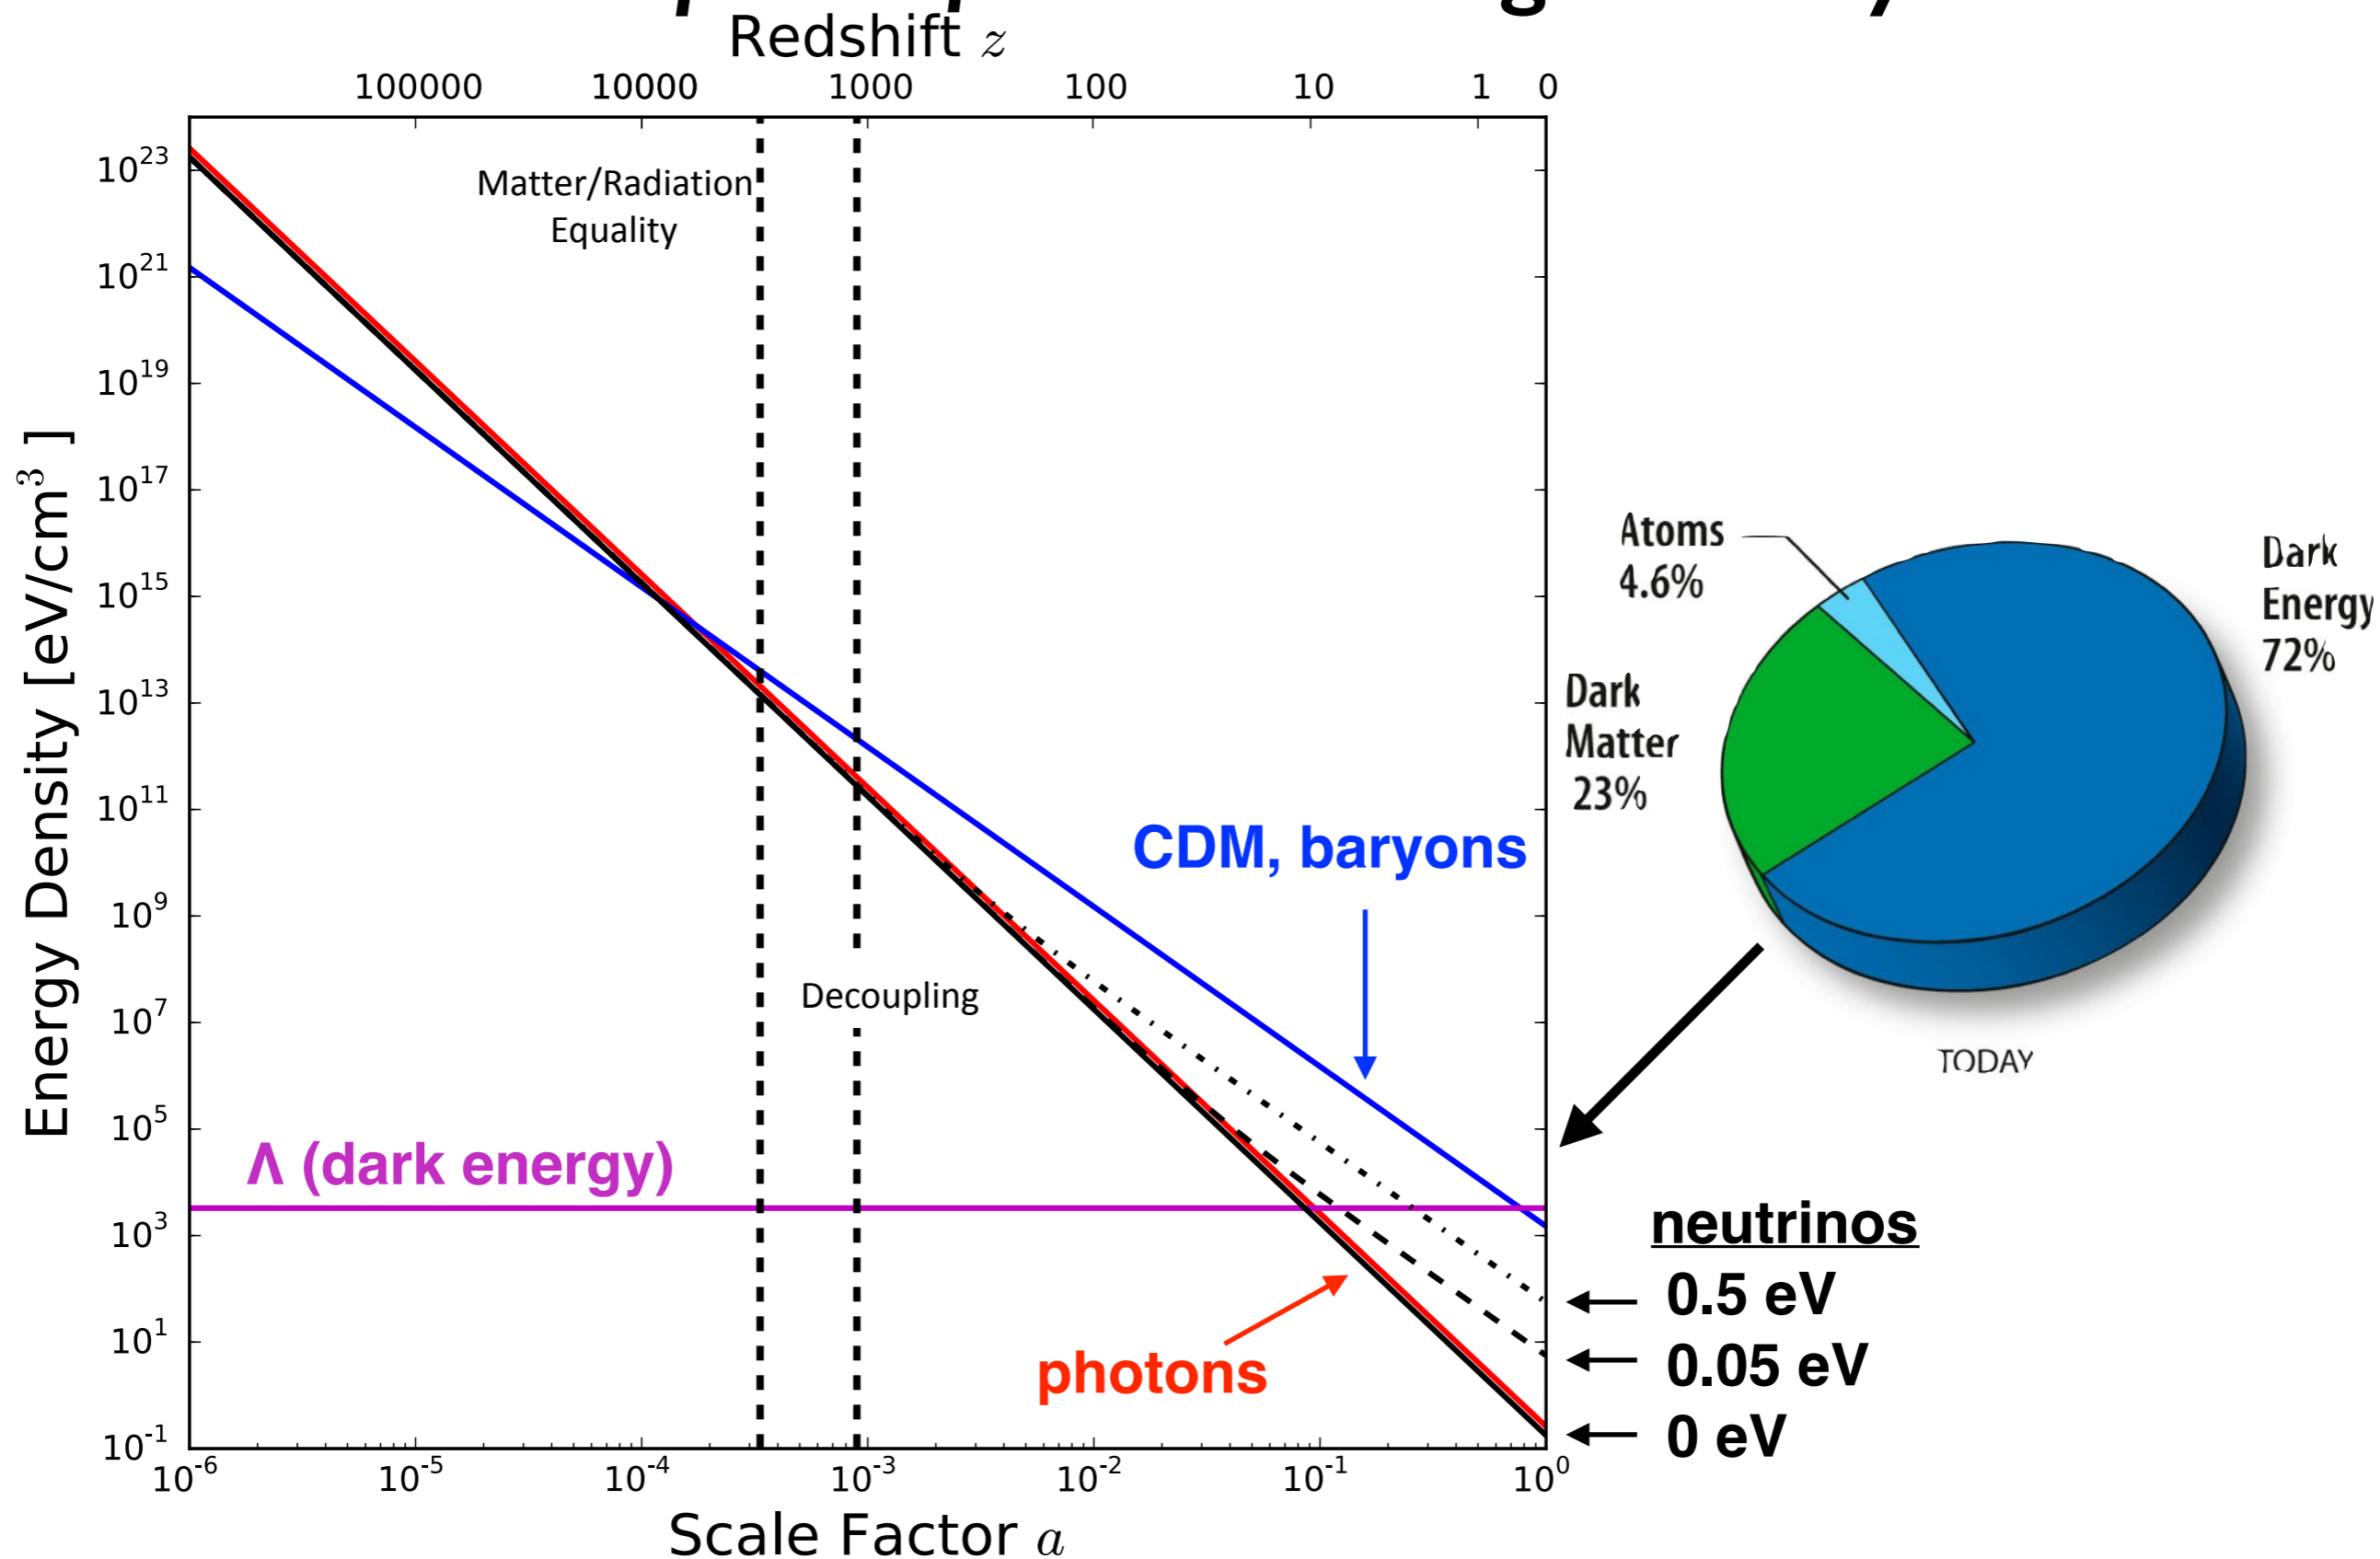 Redshift z
100000 10000 1000 100 10 1 0
10^23
10^21
10^19
10^17
10^15
10^13
10^11
10^9
10^7
10^5
10^3
10^1
10^-1
Energy Density [eV/cm^3 ]
Matter/Radiation
Equality
Decoupling
CDM, baryons
Λ (dark energy)
photons
10^-6 10^-5 10^-4 10^-3 10^-2 10^-1 10^0
Scale Factor a
Atoms
4.6%
Dark
Energy
72%
Dark
Matter
23%
TODAY
neutrinos
0.5 eV
0.05 eV
0 eV